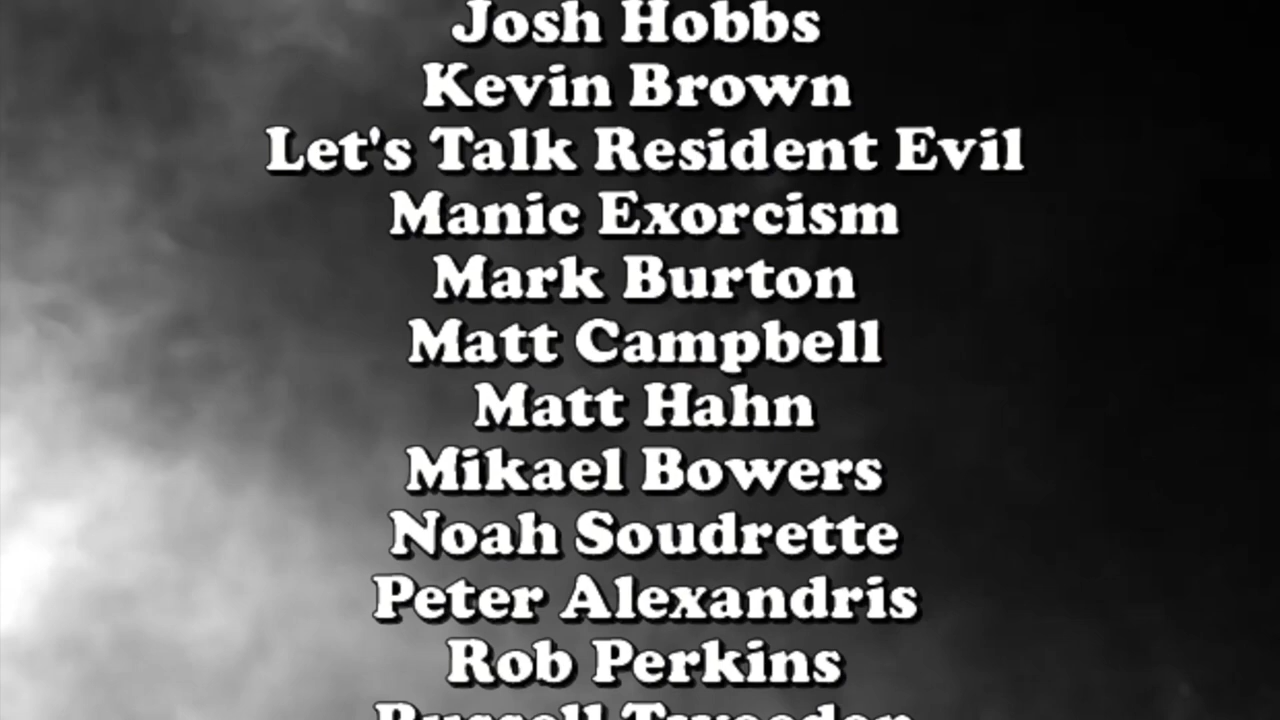 Josh Hobbs
Kevin Brown
Let's Talk Resident Evil
Manic Exorcism
Mark Burton
Matt Campbell
Matt Hahn
Mikael Bowers
Noah Soudrette
Peter Alexandris
Rob Perkins
Russell